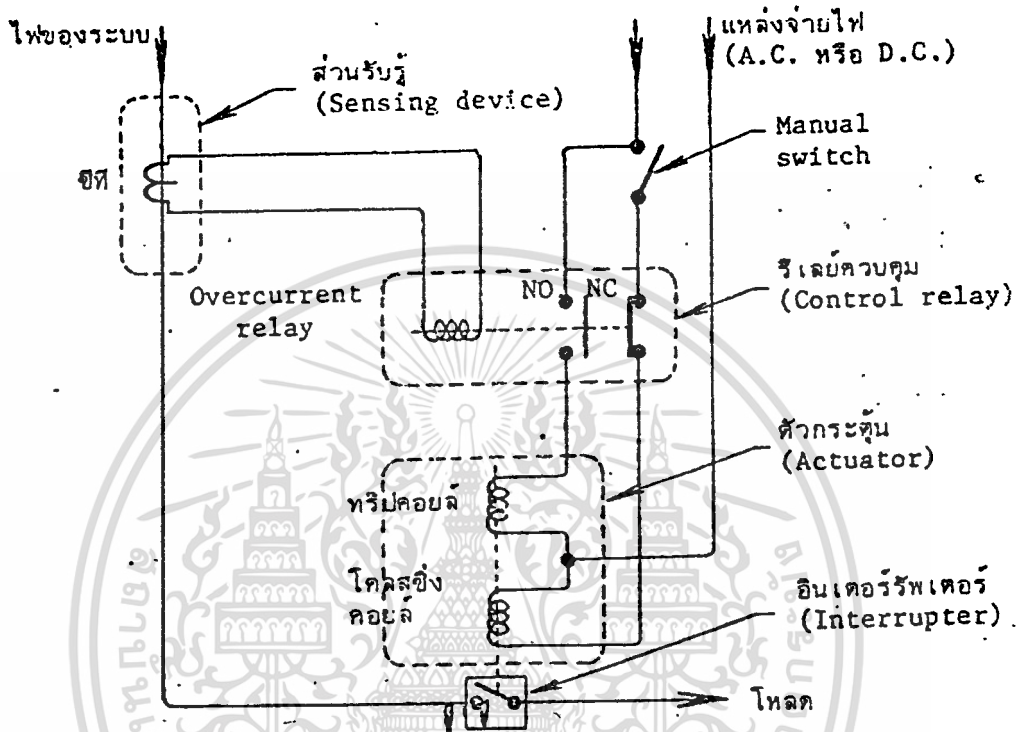 ไฟของระบบ
แหล่งจ่ายไฟ
(A.C. หรือ D.C.)
ส่วนรับรู้
(Sensing device)
Manual
switch
ซีที
Overcurrent
relay
NO NC
รีเลย์ควบคุม
(Control relay)
ตัวกระตุ้น
(Actuator)
ทริปคอยล์
โคลสซิ่ง
คอยล์
อินเตอร์รัพเตอร์
(Interrupter)
โหลด